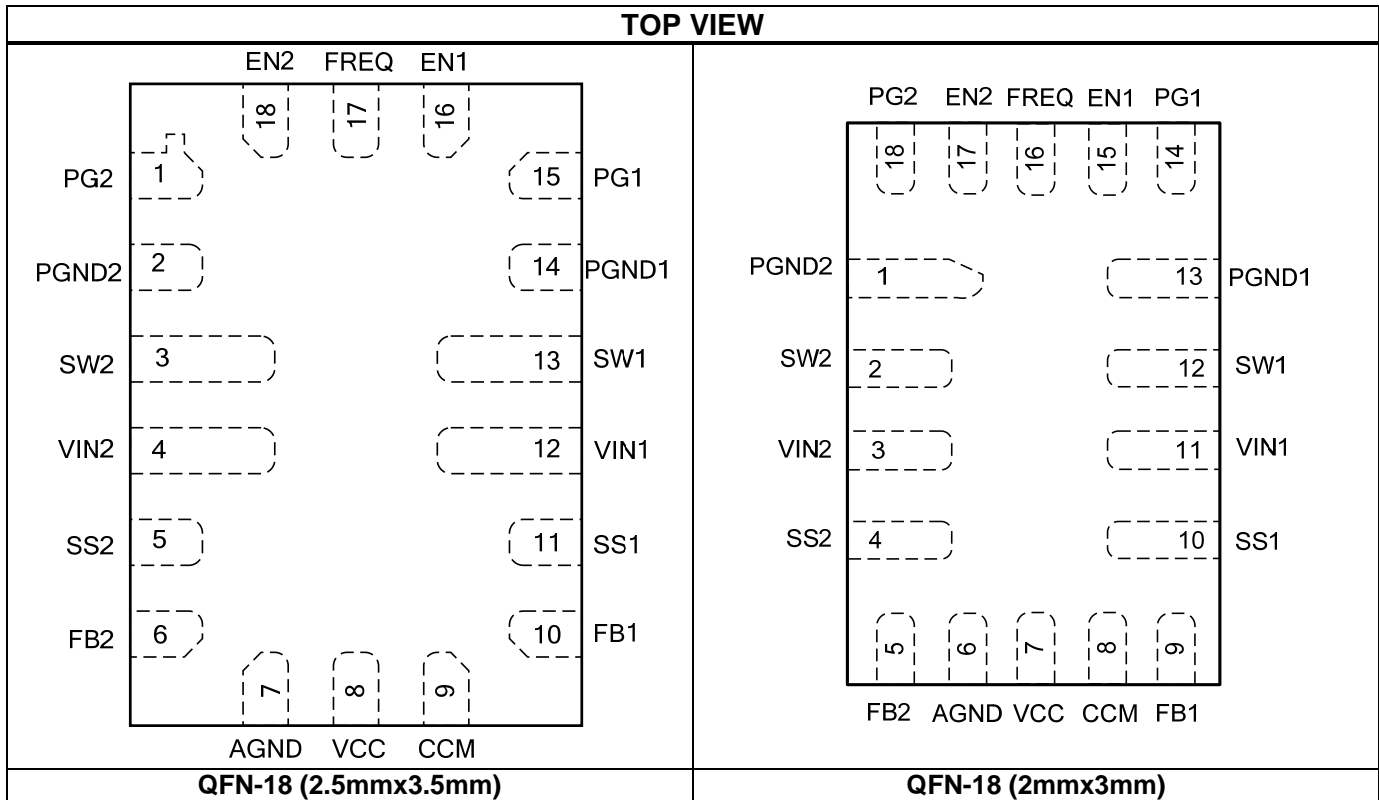 TOP VIEW
EN2 FREQ EN1
18 17 16
PG2 1 15 PG1
PGND2 2 14 PGND1
SW2 3 13 SW1
VIN2 4 12 VIN1
SS2 5 11 SS1
FB2 6 10 FB1
7 8 9
AGND VCC CCM
QFN-18 (2.5mmx3.5mm)
PG2 EN2 FREQ EN1 PG1
18 17 16 15 14
PGND2 1 13 PGND1
SW2 2 12 SW1
VIN2 3 11 VIN1
SS2 4 10 SS1
5 6 7 8 9
FB2 AGND VCC CCM FB1
QFN-18 (2mmx3mm)